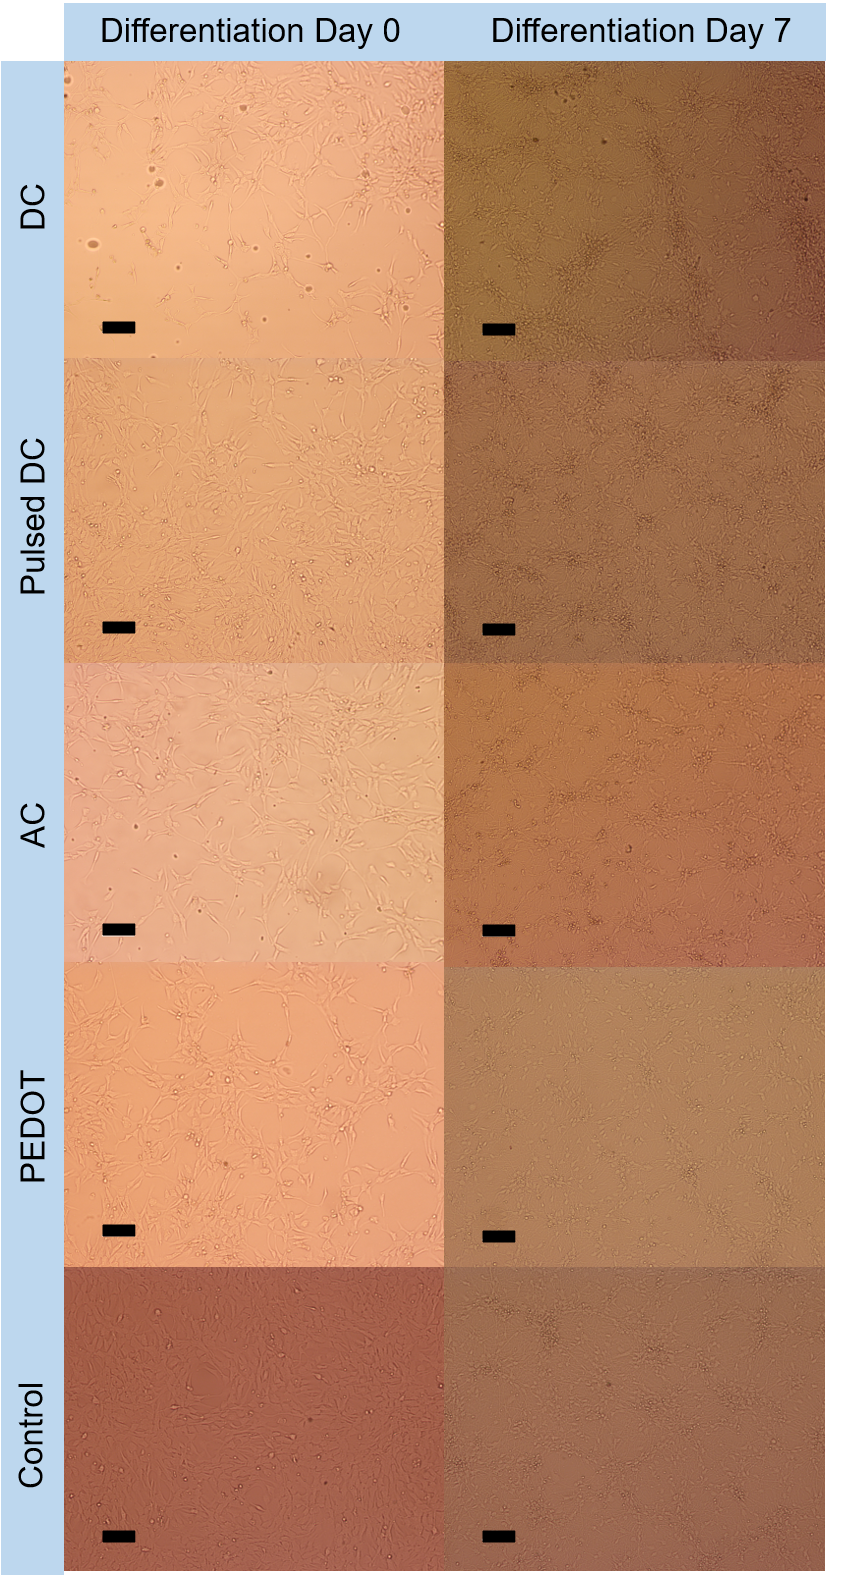 Differentiation Day 0
Differentiation Day 7
DC
Pulsed DC
AC
PEDOT
Control